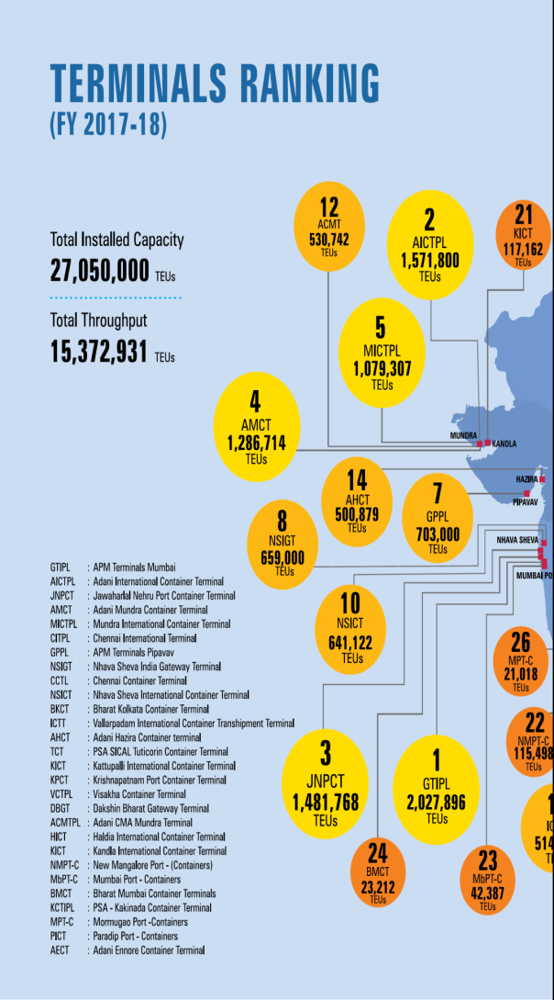 TERMINALS RANKING
(FY 2017-18)
Total Installed Capacity
27,050,000 TEUs
Total Throughput
15,372,931 TEUs
12
ACMT
530,742
TEUs
2
AICTPL
1,571,800
TEUs
21
KICT
117,162
TEUs
5
MICTPL
1,079,307
TEUs
4
AMCT
1,286,714
TEUs
MUNDRA
KANDLA
14
AHCT
500,879
TEUs
7
GPPL
703,000
TEUs
HAZIRA
PIPAVAV
8
NSIGT
659,000
TEUs
NHAVA SHEVA
MUMBAI PO
10
NSICT
641,122
TEUs
26
MPT-C
21,018
TEUs
22
NMPT-C
115,498
TEUs
3
JNPCT
1,481,768
TEUs
1
GTIPL
2,027,896
TEUs
1
IC
514
TE
24
BMCT
23,212
TEUs
23
MbPT-C
42,387
TEUs
GTIPL : APM Terminals Mumbai
AICTPL : Adani International Container Terminal
JNPCT : Jawaharlal Nehru Port Container Terminal
AMCT : Adani Mundra Container Terminal
MICTPL : Mundra International Container Terminal
CITPL : Chennai International Terminal
GPPL : APM Terminals Pipavav
NSIGT : Nhava Sheva India Gateway Terminal
CCTL : Chennai Container Terminal
NSICT : Nhava Sheva International Container Terminal
BKCT : Bharat Kolkata Container Terminal
ICTT : Vallarpadam International Container Transhipment Terminal
AHCT : Adani Hazira Container terminal
TCT : PSA SICAL Tuticorin Container Terminal
KICT : Kattupalli International Container Terminal
KPCT : Krishnapatnam Port Container Terminal
VCTPL : Visakha Container Terminal
DBGT : Dakshin Bharat Gateway Terminal
ACMTPL : Adani CMA Mundra Terminal
HICT : Haldia International Container Terminal
KICT : Kandla International Container Terminal
NMPT-C : New Mangalore Port - (Containers)
MbPT-C : Mumbai Port - Containers
BMCT : Bharat Mumbai Container Terminals
KCTIPL : PSA - Kakinada Container Terminal
MPT-C : Mormugao Port -Containers
PICT : Paradip Port - Containers
AECT : Adani Ennore Container Terminal